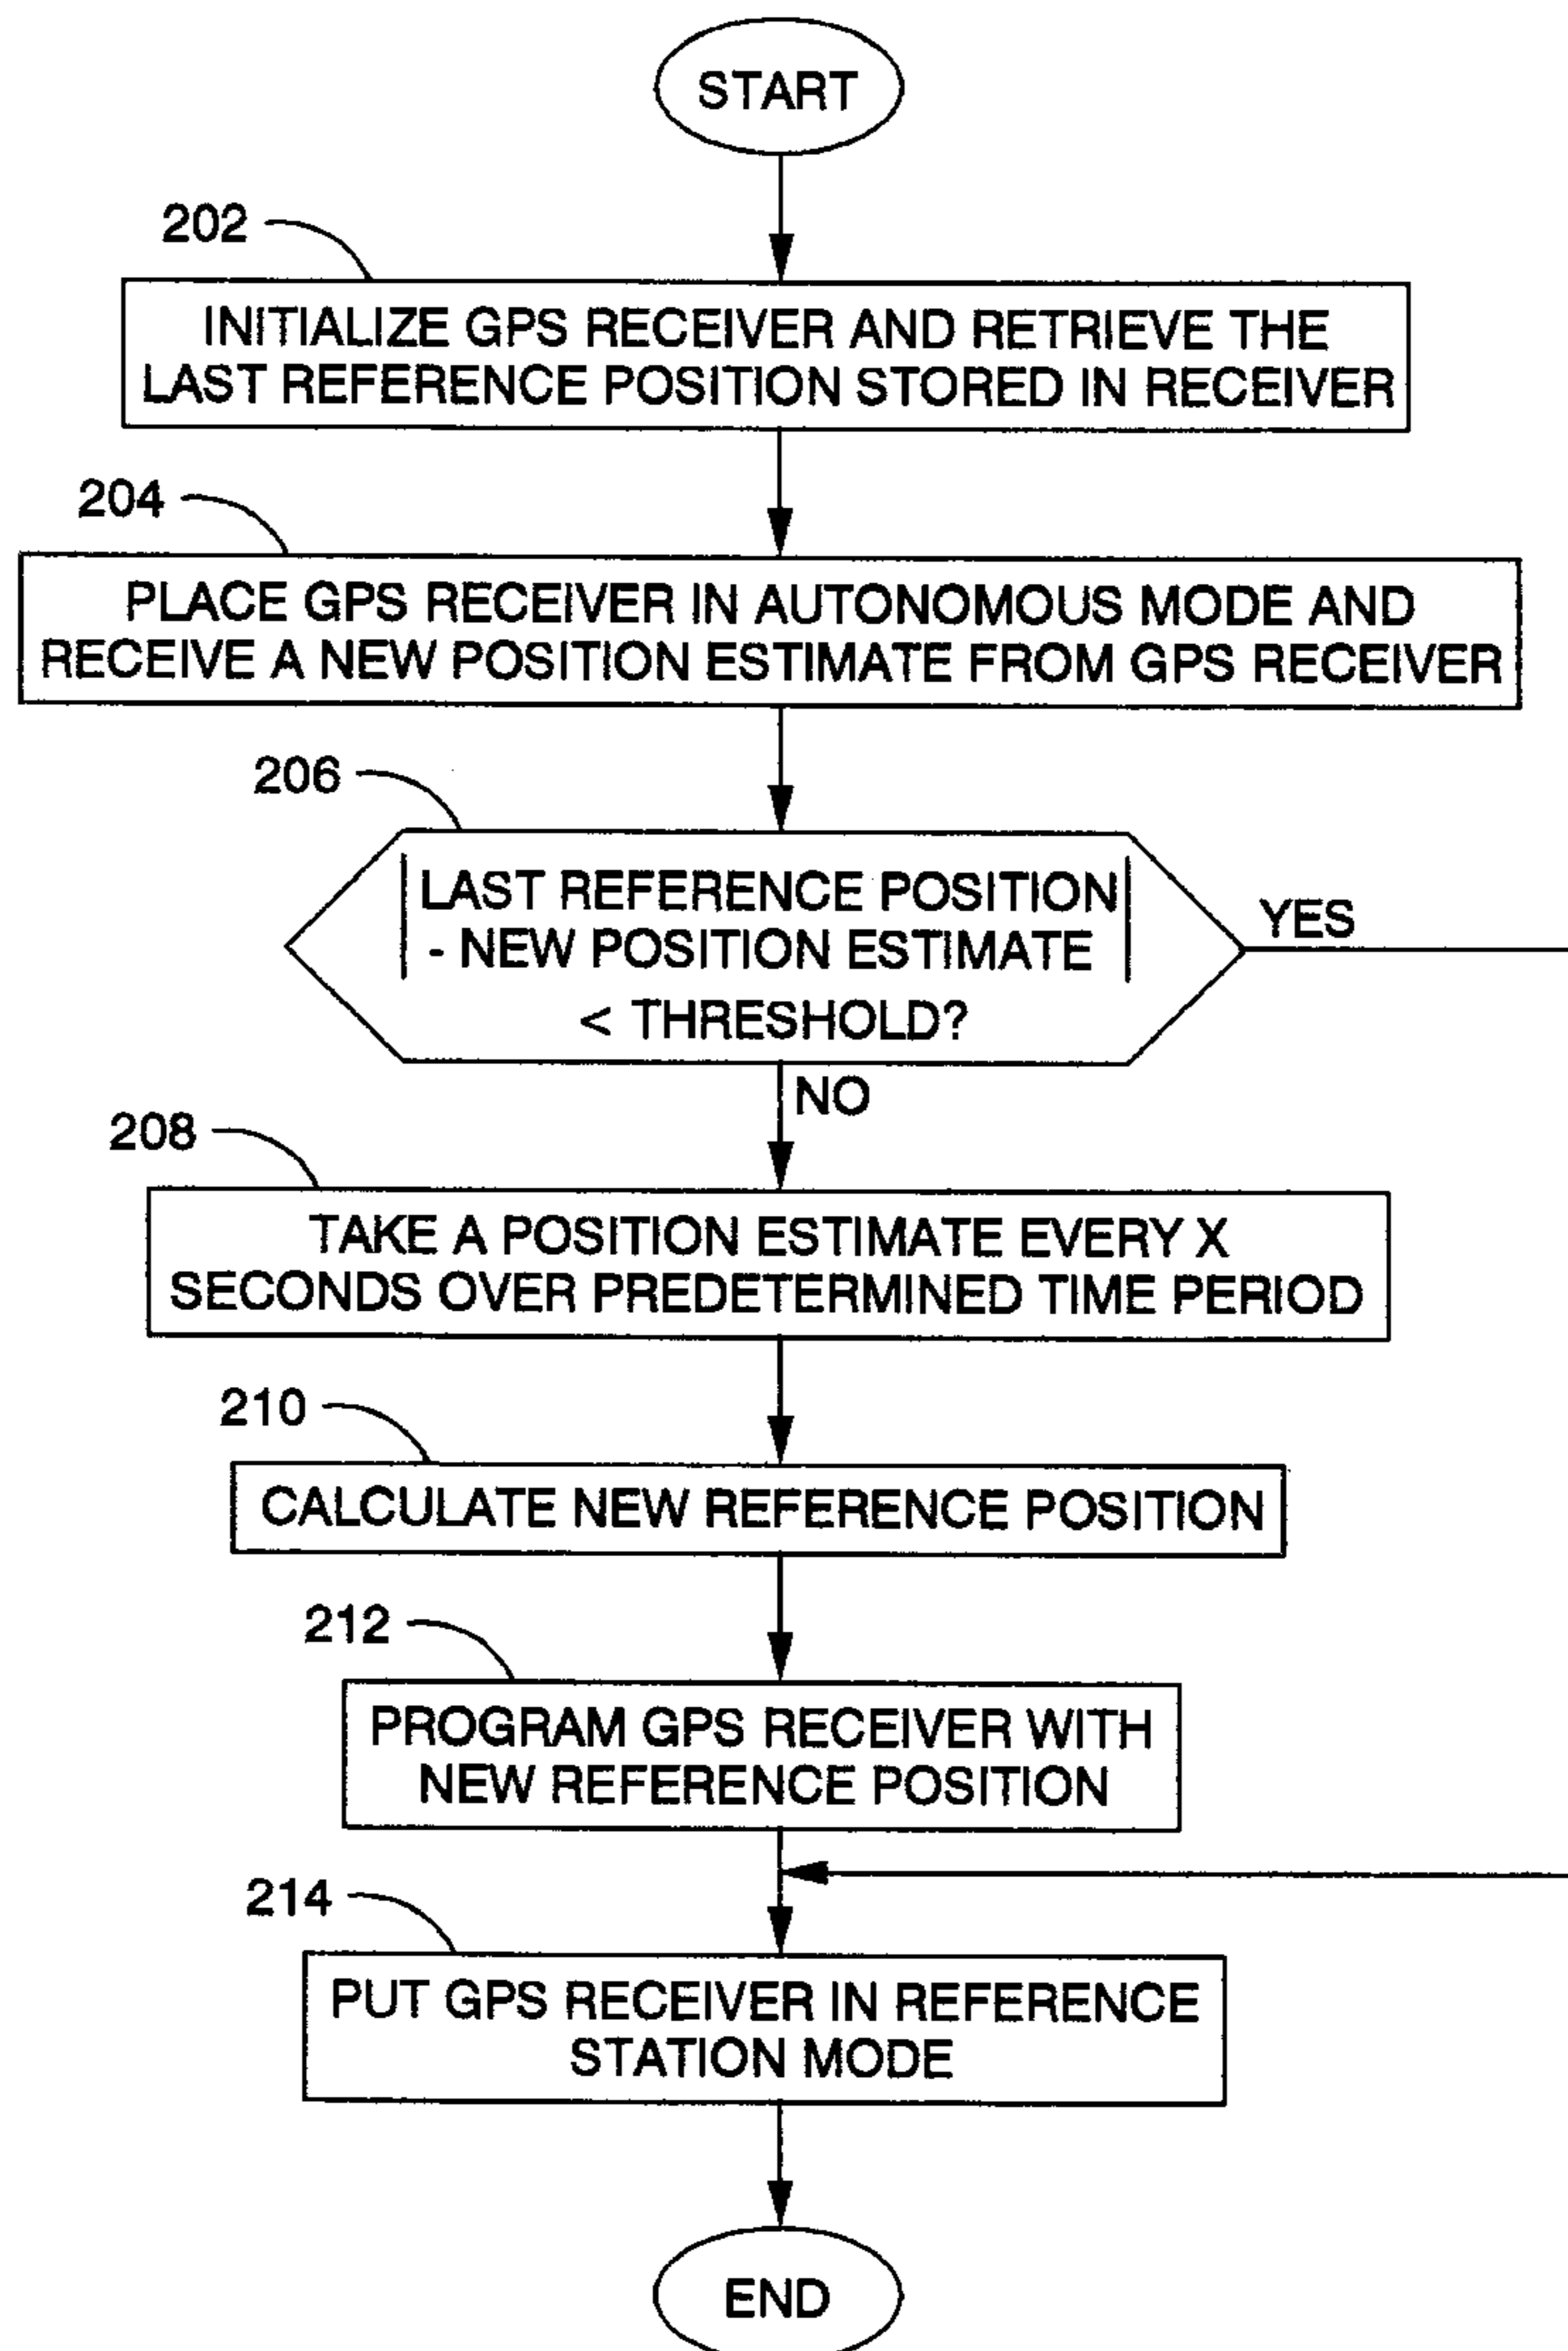 START
202
INITIALIZE GPS RECEIVER AND RETRIEVE THE
LAST REFERENCE POSITION STORED IN RECEIVER
204
PLACE GPS RECEIVER IN AUTONOMOUS MODE AND
RECEIVE A NEW POSITION ESTIMATE FROM GPS RECEIVER
206
|LAST REFERENCE POSITION
- NEW POSITION ESTIMATE|
< THRESHOLD?
YES
NO
208
TAKE A POSITION ESTIMATE EVERY X
SECONDS OVER PREDETERMINED TIME PERIOD
210
CALCULATE NEW REFERENCE POSITION
212
PROGRAM GPS RECEIVER WITH
NEW REFERENCE POSITION
214
PUT GPS RECEIVER IN REFERENCE
STATION MODE
END